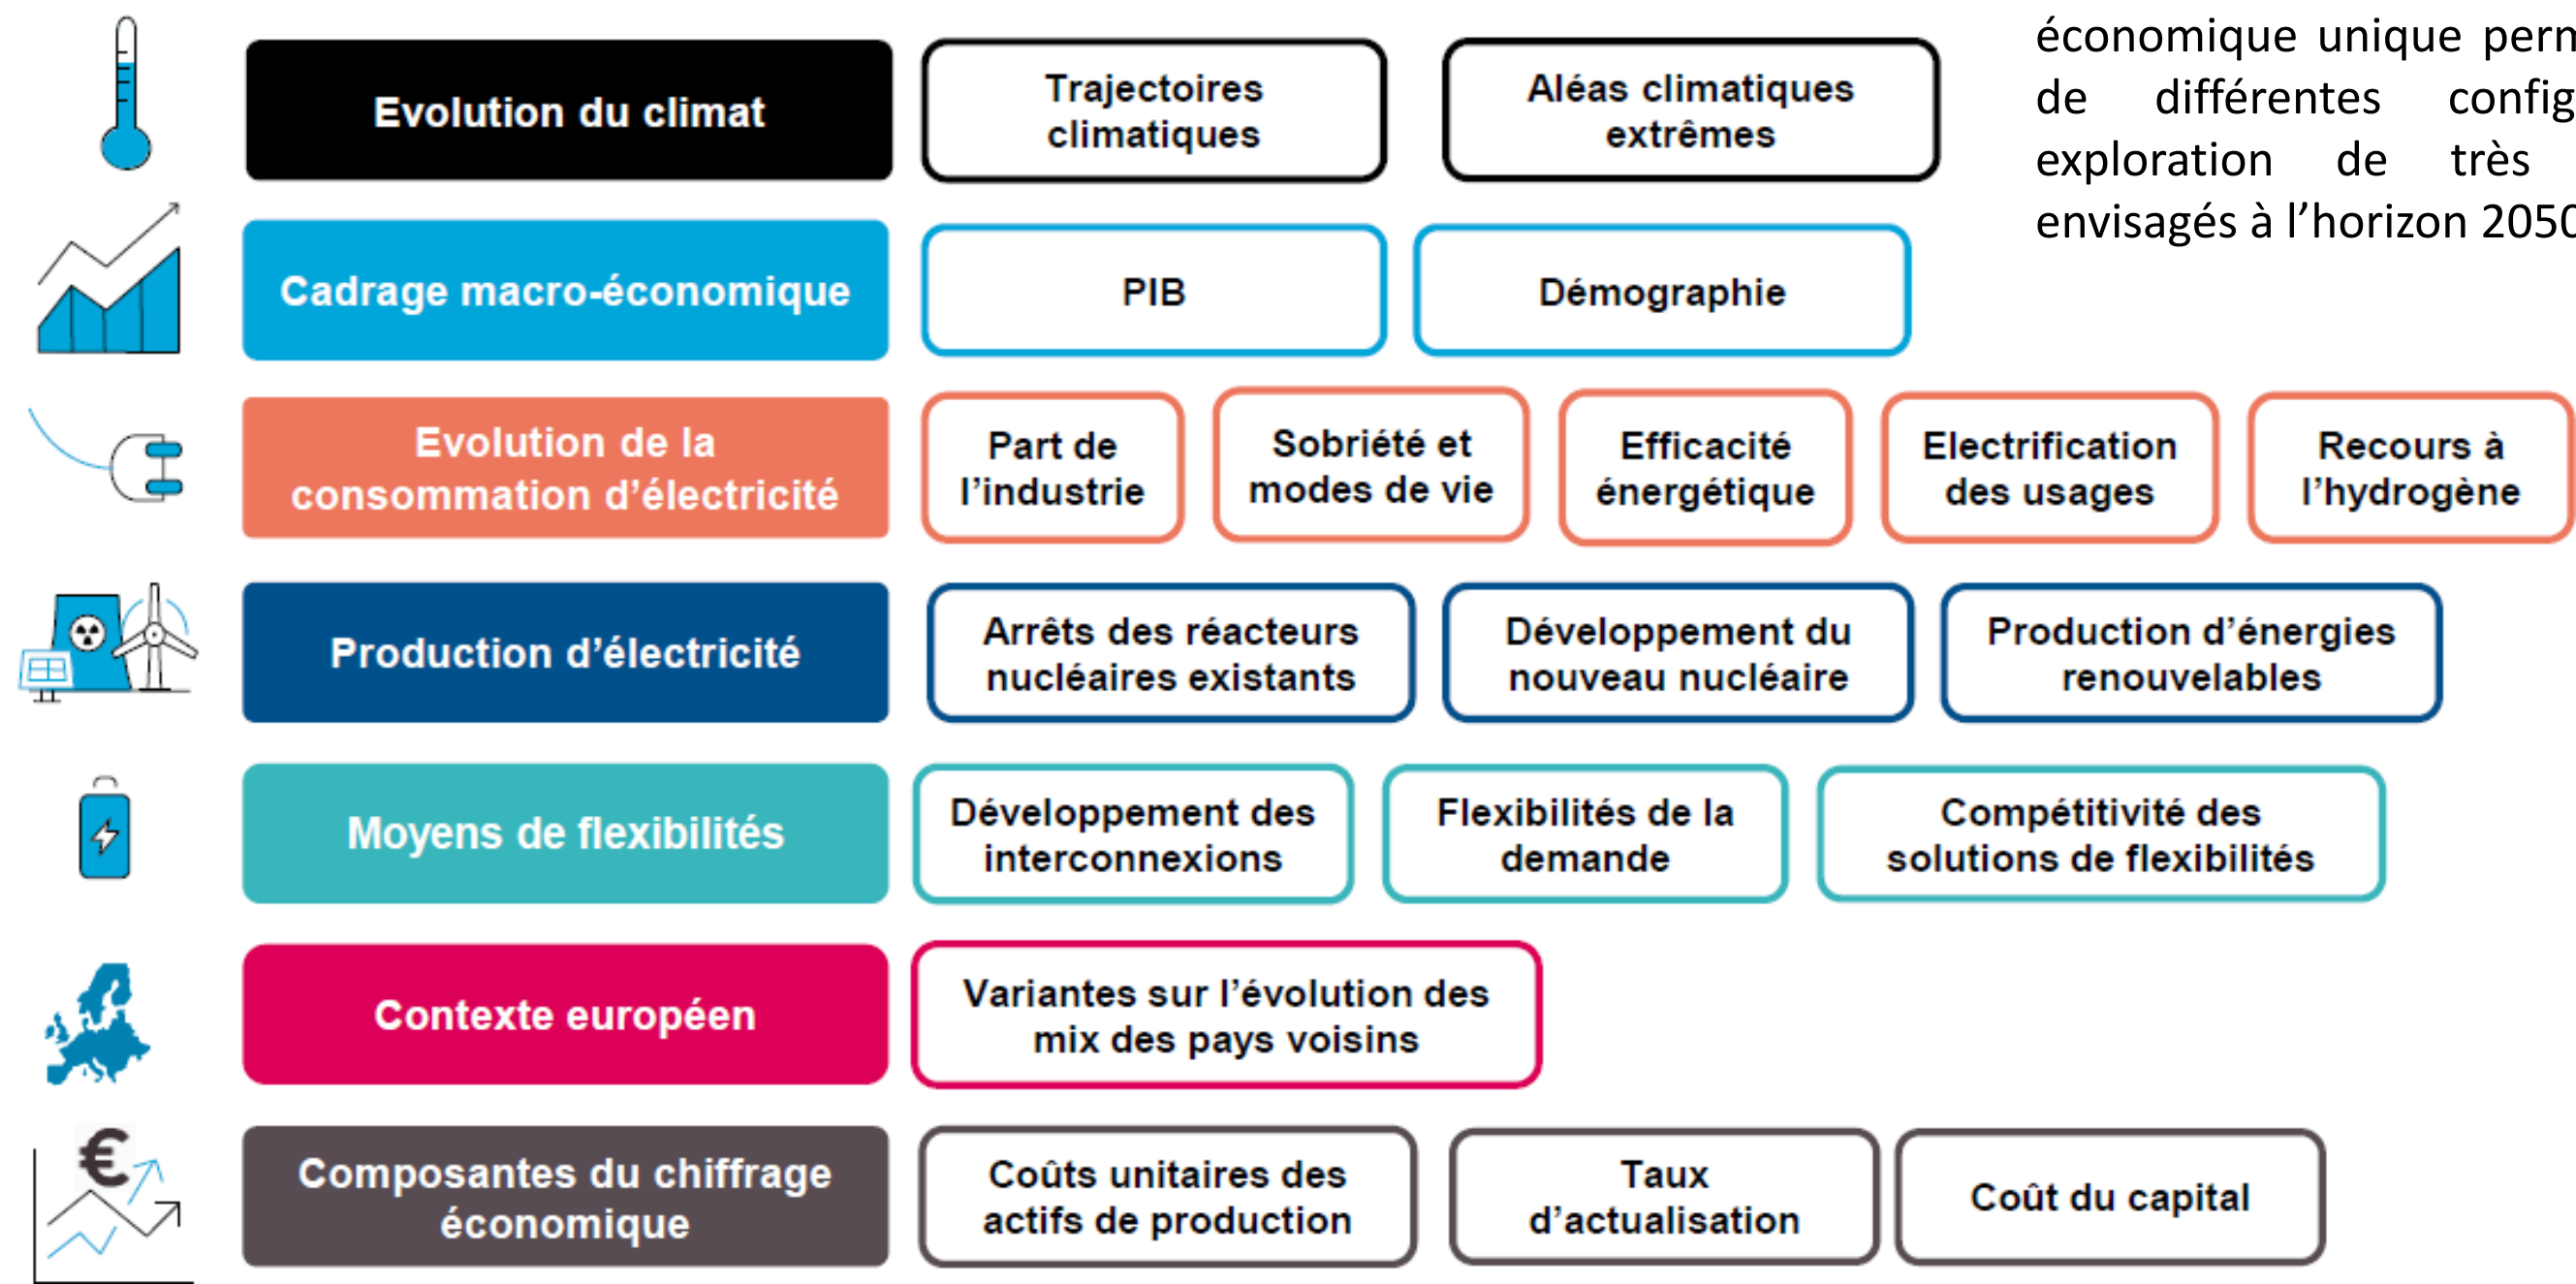 Evolution du climat
Trajectoires
climatiques
Aléas climatiques
extrêmes
économique unique
de différentes
exploration de très
envisagés à l'horizon
Cadrage macro-économique
PIB
Démographie
Evolution de la
consommation d'électricité
Part de
l'industrie
Sobriété et
modes de vie
Efficacité
énergétique
Electrification
des usages
Recours à
l'hydrogène
Production d'électricité
Arrêts des réacteurs
nucléaires existants
Développement du
nouveau nucléaire
Production d'énergies
renouvelables
Moyens de flexibilités
Développement des
interconnexions
Flexibilités de la
demande
Compétitivité des
solutions de flexibilités
Contexte européen
Variantes sur l'évolution des
mix des pays voisins
Composantes du chiffrage
économique
Coûts unitaires des
actifs de production
Taux
d'actualisation
Coût du capital
€